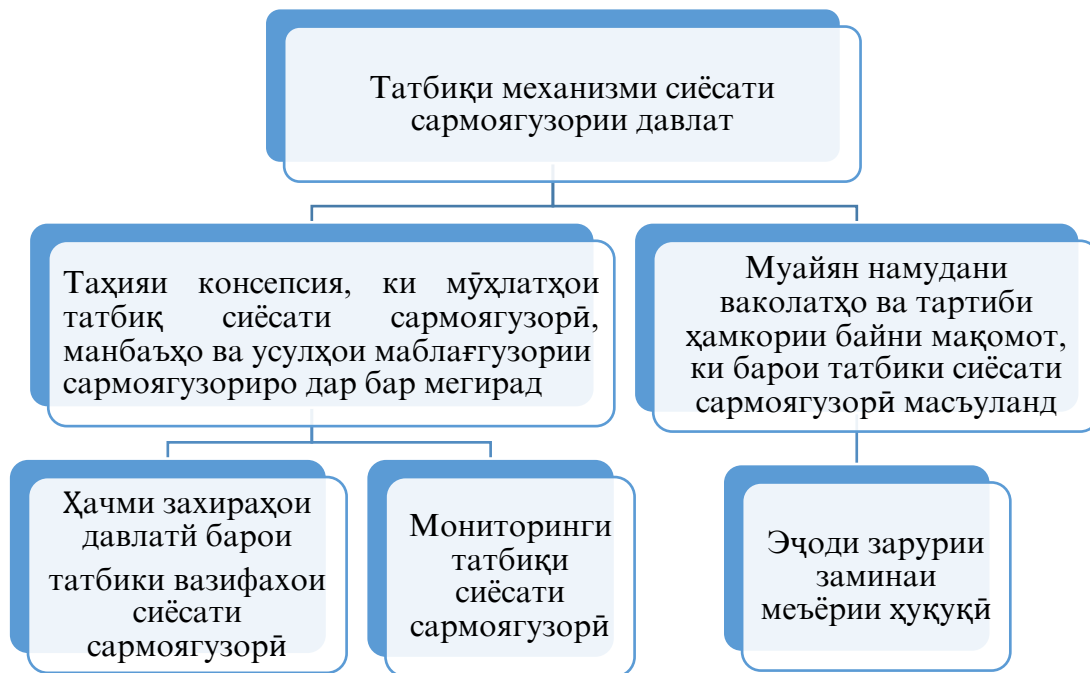 Татбиқи механизми сиёсати
сармоягузории давлат
Таҳияи консепсия, ки мӯҳлатҳои
татбиқ сиёсати сармоягузорӣ,
манбаъҳо ва усулҳои маблағгузории
сармоягузориро дар бар мегирад
Муайян намудани
ваколатҳо ва тартиби
ҳамкории байни мақомот,
ки барои татбики сиёсати
сармоягузорӣ масъуланд
Ҳачми захираҳои
давлатй барои
татбики вазифахои
сиёсати
сармоягузорӣ
Мониторинги
татбиқи
сиёсати
сармоягузорӣ
Эҷоди зарурии
заминаи
меъёрии ҳуқуқӣ